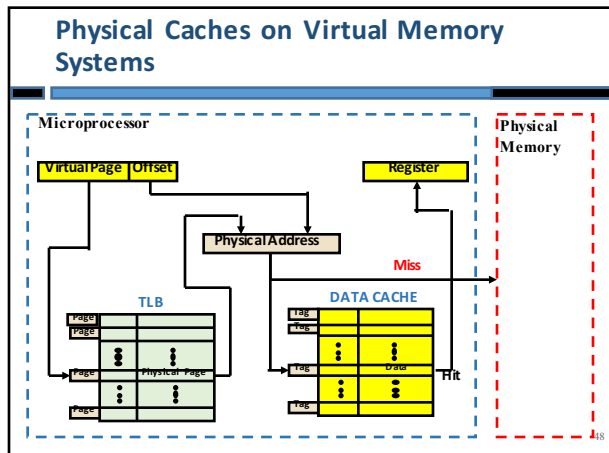 Physical Caches on Virtual Memory
Systems
Microprocessor
Physical
Memory
Virtual Page Offset
Register
Physical Address
Miss
TLB
DATA CACHE
Page
Page
Page
Physical Page
Page
Tag
Tag
Tag
Data
Hit
Tag
48